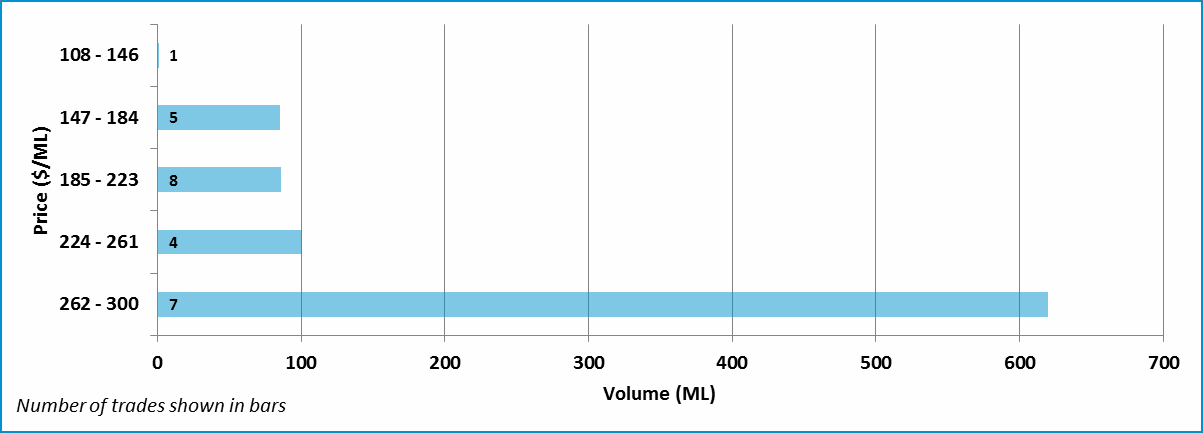 Price ($/ML)
108 - 146
1
147 - 184
5
185 - 223
8
224 - 261
4
262 - 300
7
0 100 200 300 400 500 600 700
Volume (ML)
Number of trades shown in bars